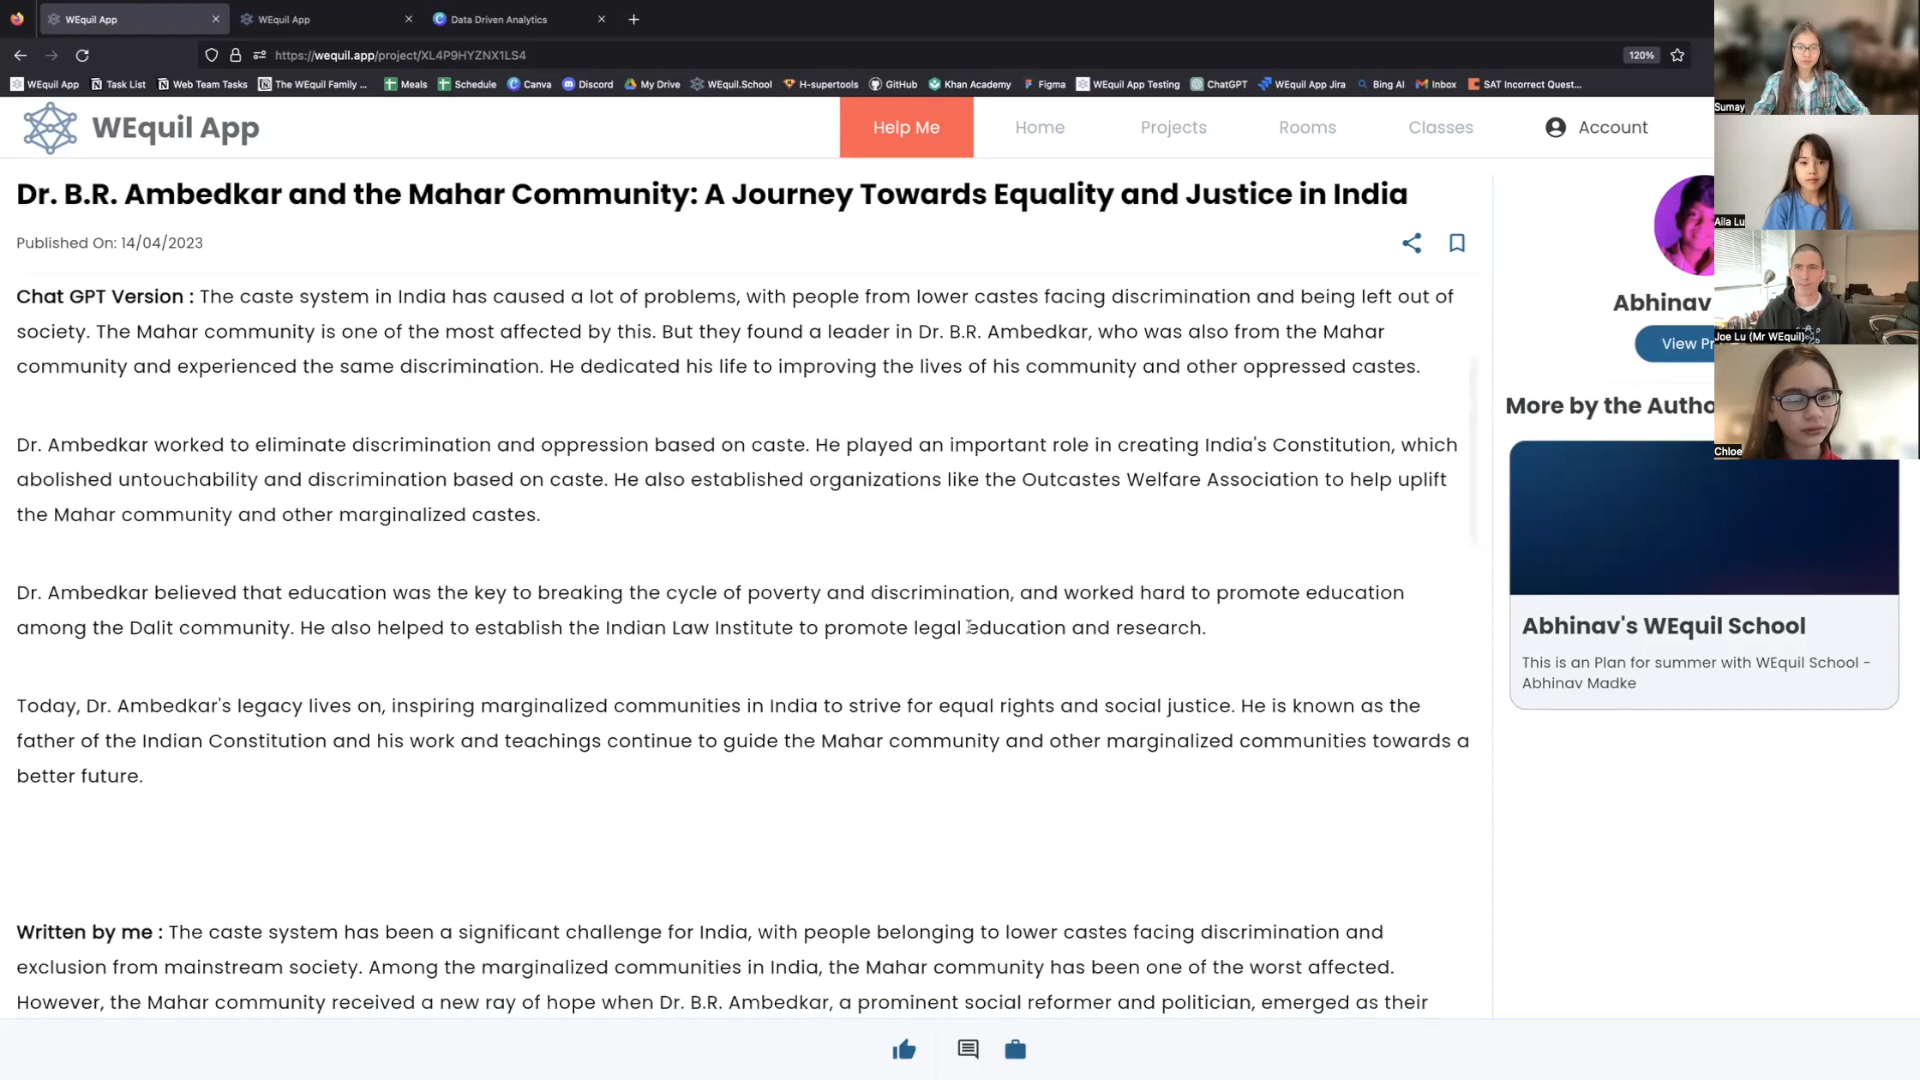 WEquil App
WEquil App
Data Driven Analytics
https://wequil.app/project/XL4P9HYZNX1LS4
120%
WEquil App
Task List
Web Team Tasks
The WEquil Family ...
Meals
Schedule
Canva
Discord
My Drive
WEquil.School
H-supertools
GitHub
Khan Academy
Figma
WEquil App Testing
ChatGPT
WEquil App Jira
Bing AI
Inbox
SAT Incorrect Quest...
WEquil App
Help Me
Home
Projects
Rooms
Classes
Account
Dr. B.R. Ambedkar and the Mahar Community: A Journey Towards Equality and Justice in India
Published On: 14/04/2023
Chat GPT Version : The caste system in India has caused a lot of problems, with people from lower castes facing discrimination and being left out of
society. The Mahar community is one of the most affected by this. But they found a leader in Dr. B.R. Ambedkar, who was also from the Mahar
community and experienced the same discrimination. He dedicated his life to improving the lives of his community and other oppressed castes.
Dr. Ambedkar worked to eliminate discrimination and oppression based on caste. He played an important role in creating India's Constitution, which
abolished untouchability and discrimination based on caste. He also established organizations like the Outcastes Welfare Association to help uplift
the Mahar community and other marginalized castes.
Dr. Ambedkar believed that education was the key to breaking the cycle of poverty and discrimination, and worked hard to promote education
among the Dalit community. He also helped to establish the Indian Law Institute to promote legal education and research.
Today, Dr. Ambedkar's legacy lives on, inspiring marginalized communities in India to strive for equal rights and social justice. He is known as the
father of the Indian Constitution and his work and teachings continue to guide the Mahar community and other marginalized communities towards a
better future.
Written by me : The caste system has been a significant challenge for India, with people belonging to lower castes facing discrimination and
exclusion from mainstream society. Among the marginalized communities in India, the Mahar community has been one of the worst affected.
However, the Mahar community received a new ray of hope when Dr. B.R. Ambedkar, a prominent social reformer and politician, emerged as their
Abhinav
View Pr
More by the Autho
Abhinav's WEquil School
This is an Plan for summer with WEquil School -
Abhinav Madke
Sumay
Aila Lu
Joe Lu (Mr WEquil)
Chloe